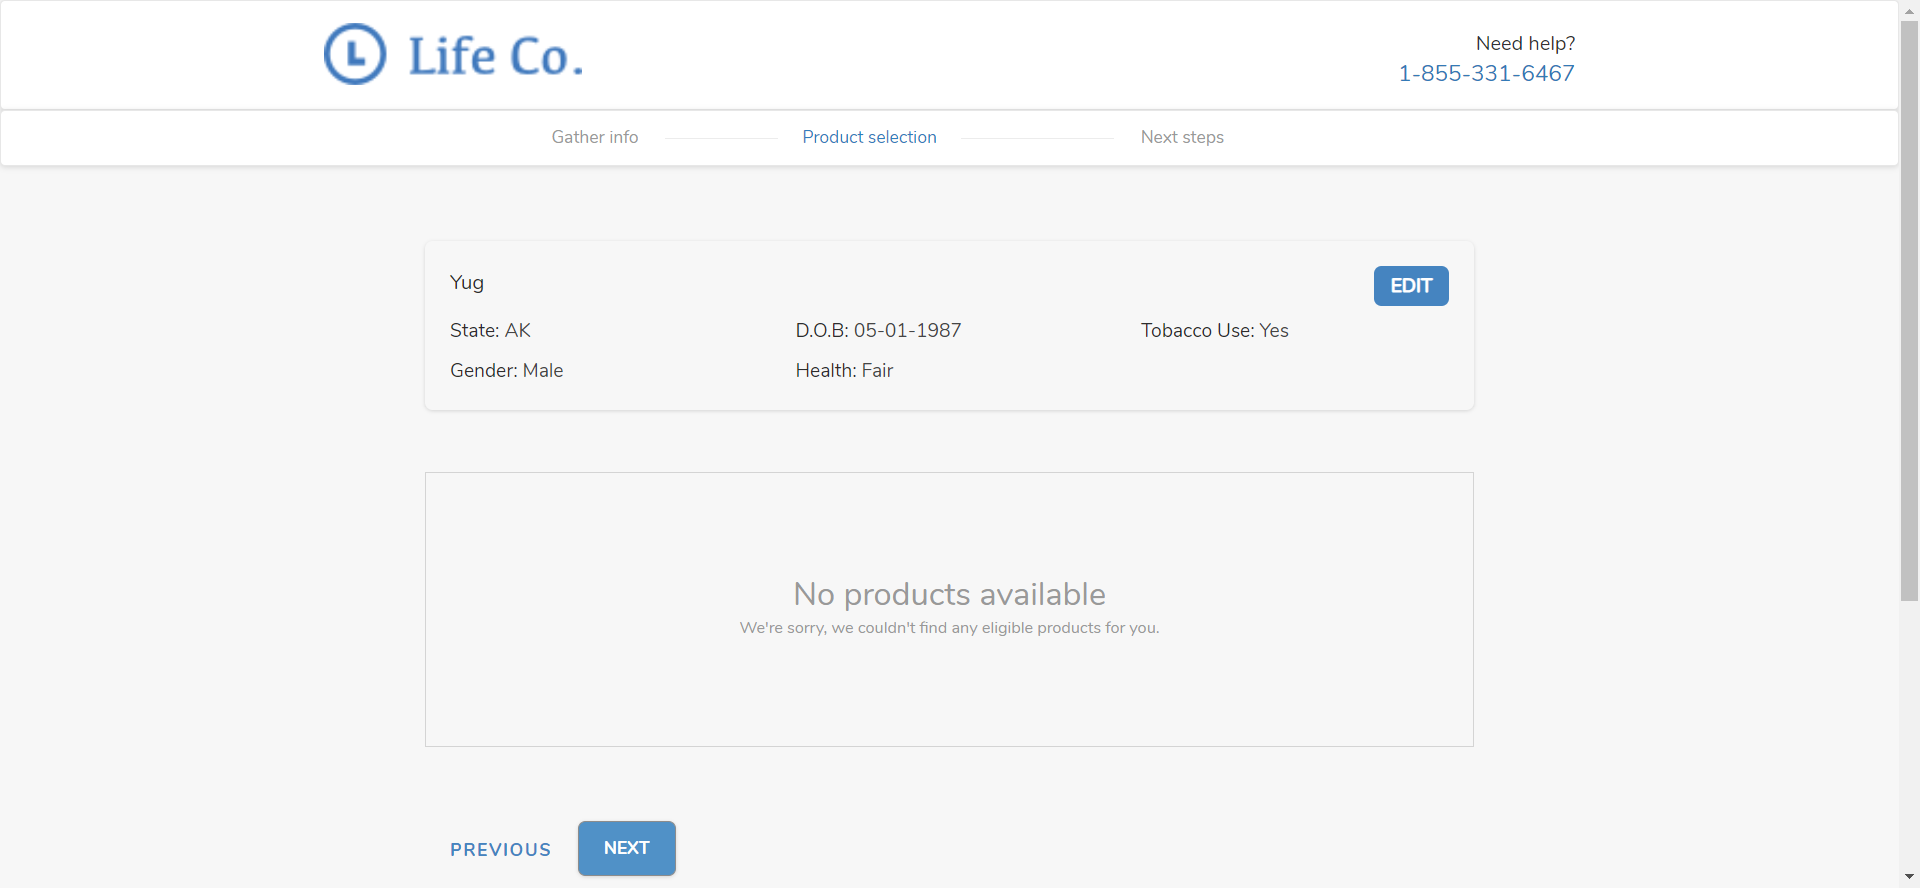 Life Co.
Need help?
1-855-331-6467
Gather info
Product selection
Next steps
Yug
EDIT
State: AK
D.O.B: 05-01-1987
Tobacco Use: Yes
Gender: Male
Health: Fair
No products available
We're sorry, we couldn't find any eligible products for you.
PREVIOUS
NEXT